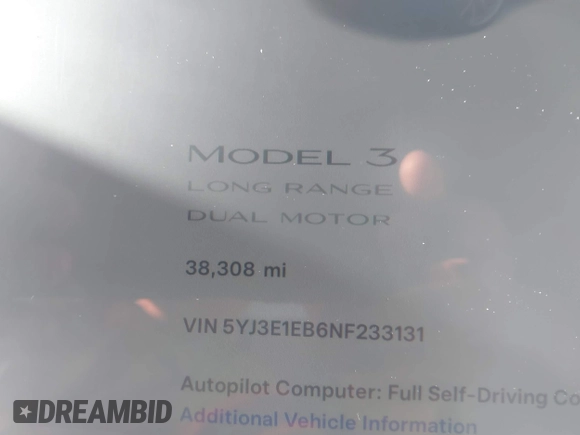 MODEL 3
LONG RANGE
DUAL MOTOR
38,308 mi
VIN 5YJ3E1EB6NF233131
Autopilot Computer: Full Self-Driving Co
Additional Vehicle Information
DREAMBID